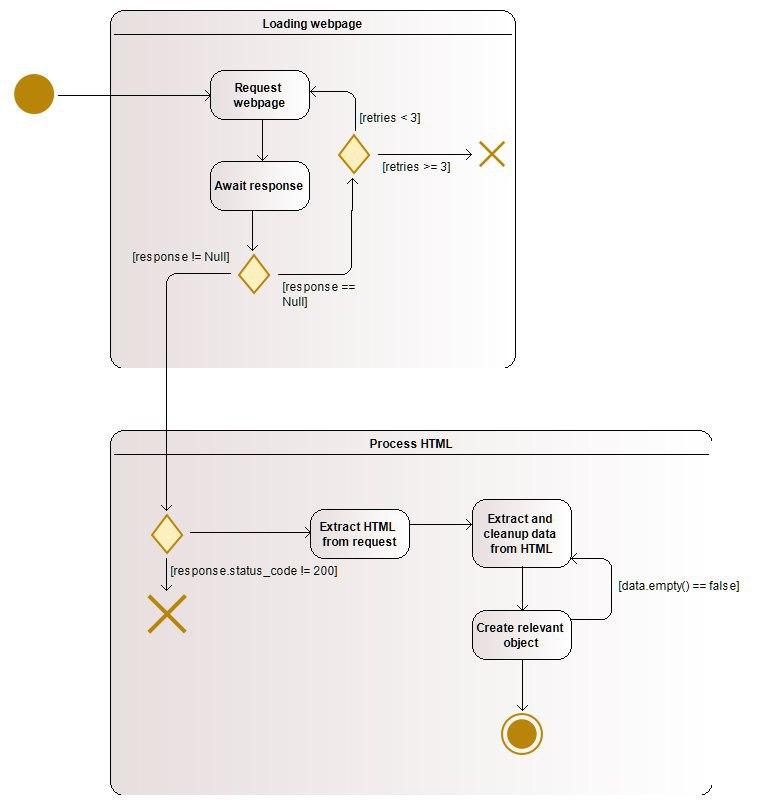 Loading webpage
Request
webpage
[retries < 3]
[retries >= 3]
Await response
[response != Null]
[response ==
Null]
Process HTML
Extract HTML
from request
Extract and
cleanup data
from HTML
[response.status_code != 200]
[data.empty() == false]
Create relevant
object